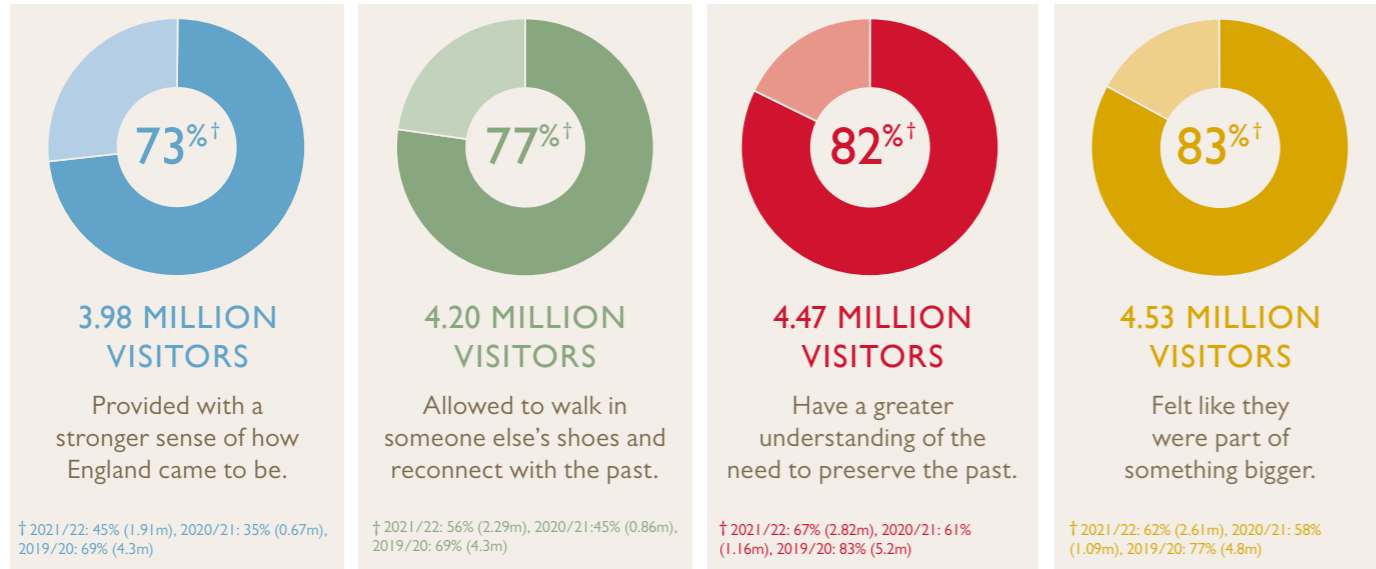 73%†
3.98 MILLION
VISITORS
Provided with a
stronger sense of how
England came to be.
† 2021/22: 45% (1.91m), 2020/21: 35% (0.67m),
2019/20: 69% (4.3m)
77%†
4.20 MILLION
VISITORS
Allowed to walk in
someone else’s shoes and
reconnect with the past.
† 2021/22: 56% (2.29m), 2020/21:45% (0.86m),
2019/20: 69% (4.3m)
82%†
4.47 MILLION
VISITORS
Have a greater
understanding of the
need to preserve the past.
† 2021/22: 67% (2.82m), 2020/21: 61%
(1.16m), 2019/20: 83% (5.2m)
83%†
4.53 MILLION
VISITORS
Felt like they
were part of
something bigger.
† 2021/22: 62% (2.61m), 2020/21: 58%
(1.09m), 2019/20: 77% (4.8m)